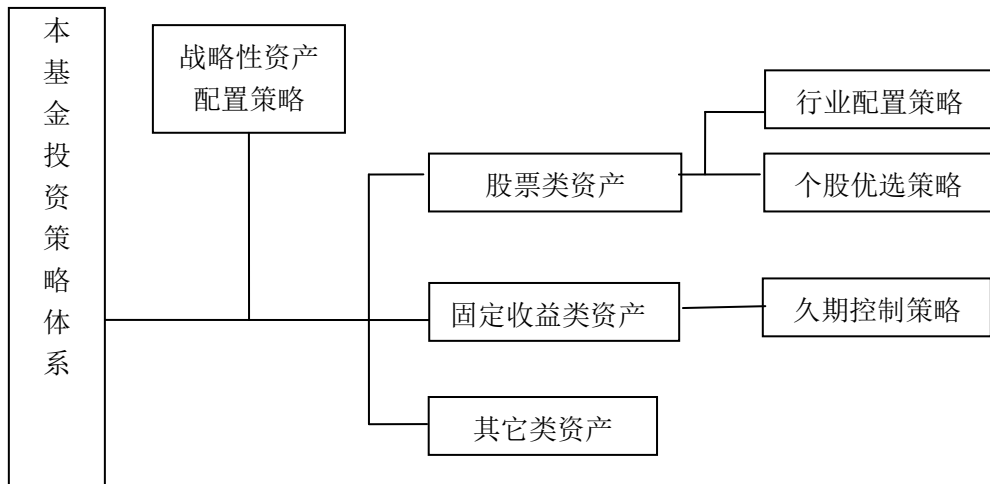 本基金投资策略体系
战略性资产
配置策略
行业配置策略
股票类资产
个股优选策略
固定收益类资产
久期控制策略
其它类资产